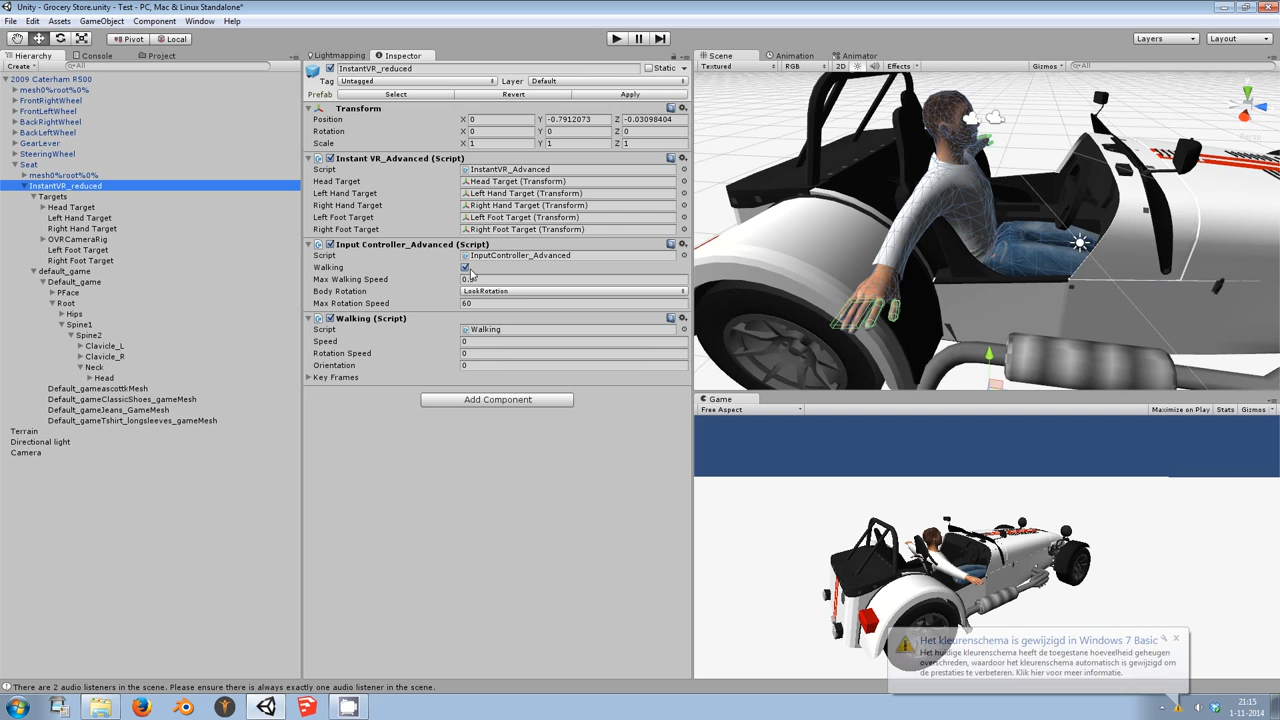 Unity - Grocery Store.unity - Test - PC, Mac & Linux Standalone*
File Edit Assets GameObject Component Window Help
Pivot Local
Layers Layout
Hierarchy Console Project
Create All
2009 Caterham R500
mesh0%root%0%
FrontRightWheel
FrontLeftWheel
BackRightWheel
BackLeftWheel
GearLever
SteeringWheel
Seat
mesh0%root%0%
InstantVR_reduced
Targets
Head Target
Left Hand Target
Right Hand Target
OVRCameraRig
Left Foot Target
Right Foot Target
default_game
Default_game
PFace
Root
Hips
Spine1
Spine2
Clavicle_L
Clavicle_R
Neck
Head
Default_gameascottkMesh
Default_gameClassicShoes_gameMesh
Default_gameJeans_GameMesh
Default_gameTshirt_longsleeves_gameMesh
Terrain
Directional light
Camera
Lightmapping Inspector
InstantVR_reduced Static
Tag Untagged Layer Default
Prefab Select Revert Apply
Transform
Position X 0 Y -0.7912073 Z -0.03098404
Rotation X 0 Y 0 Z 0
Scale X 1 Y 1 Z 1
Instant VR_Advanced (Script)
Script InstantVR_Advanced
Head Target Head Target (Transform)
Left Hand Target Left Hand Target (Transform)
Right Hand Target Right Hand Target (Transform)
Left Foot Target Left Foot Target (Transform)
Right Foot Target Right Foot Target (Transform)
Input Controller_Advanced (Script)
Script InputController_Advanced
Walking
Max Walking Speed
Body Rotation LookRotation
Max Rotation Speed 60
Walking (Script)
Script Walking
Speed 0
Rotation Speed 0
Orientation 0
Key Frames
Add Component
Scene Animation Animator
Textured RGB 2D Effects Gizmos All
Persp
Game
Free Aspect Maximize on Play Stats Gizmos
Het kleurenschema is gewijzigd in Windows 7 Basic
Het huidige kleurenschema heeft de toegestane hoeveelheid geheugen
overschreden, waardoor het kleurenschema automatisch is gewijzigd om
de prestaties te verbeteren. Klik hier voor meer informatie.
There are 2 audio listeners in the scene. Please ensure there is always exactly one audio listener in the scene.
21:15
1-11-2014